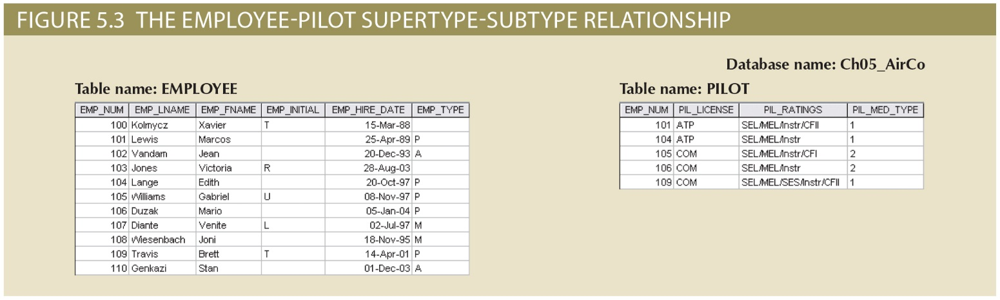 FIGURE 5.3 THE EMPLOYEE-PILOT SUPERTYPE-SUBTYPE RELATIONSHIP
Database name: Ch05_AirCo
Table name: EMPLOYEE
EMP_NUM EMP_LNAME EMP_FNAME EMP_INITIAL EMP_HIRE_DATE EMP_TYPE
100 Kolmycz Xavier T 15-Mar-88
101 Lewis Marcos 25-Apr-89 P
102 Vandam Jean 20-Dec-93 A
103 Jones Victoria R 28-Aug-03
104 Lange Edith 20-Oct-97 P
105 Williams Gabriel U 08-Nov-97 P
106 Duzak Mario 05-Jan-04 P
107 Diante Venite L 02-Jul-97 M
108 Wiesenbach Joni 18-Nov-95 M
109 Travis Brett T 14-Apr-01 P
110 Genkazi Stan 01-Dec-03 A
Table name: PILOT
EMP_NUM PIL_LICENSE PIL_RATINGS PIL_MED_TYPE
101 ATP SEL/MEL/Instr/CFII 1
104 ATP SEL/MEL/Instr 1
105 COM SEL/MEL/Instr/CFI 2
106 COM SEL/MEL/Instr 2
109 COM SEL/MEL/SES/Instr/CFII 1